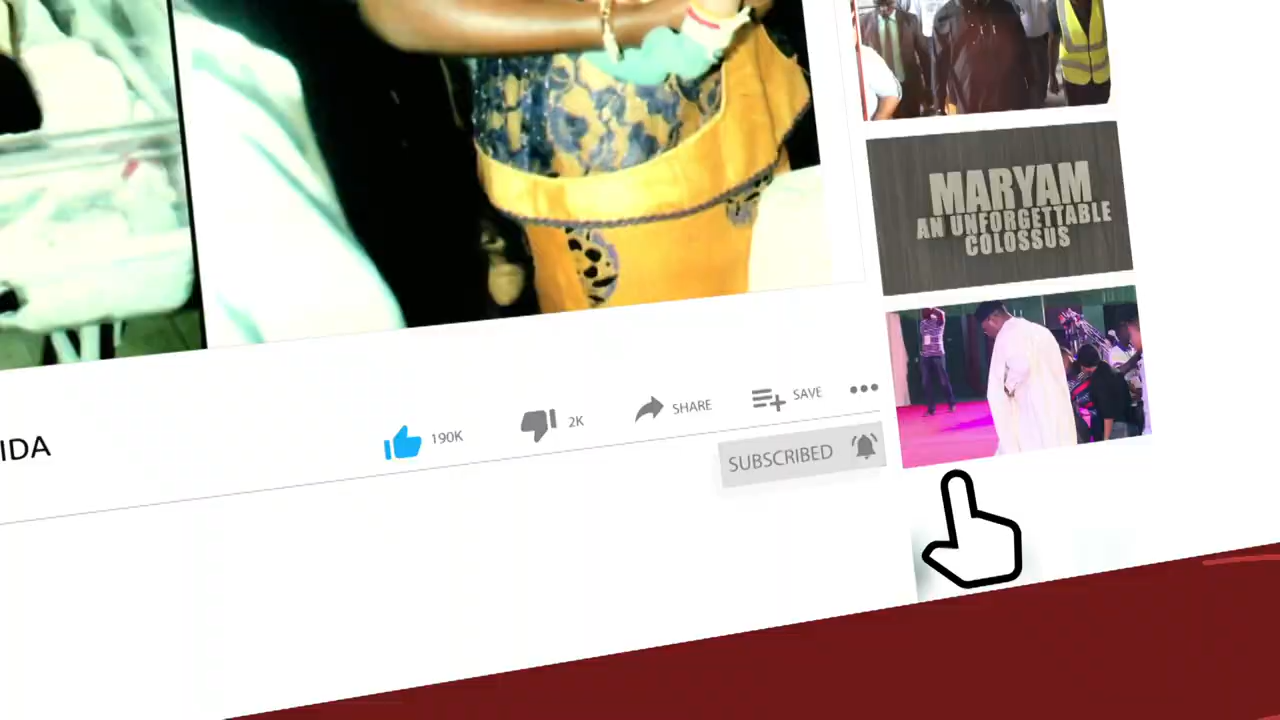 MARYAM
AN UNFORGETTABLE
COLOSSUS
IDA
190K
2K
SHARE
SAVE
SUBSCRIBED